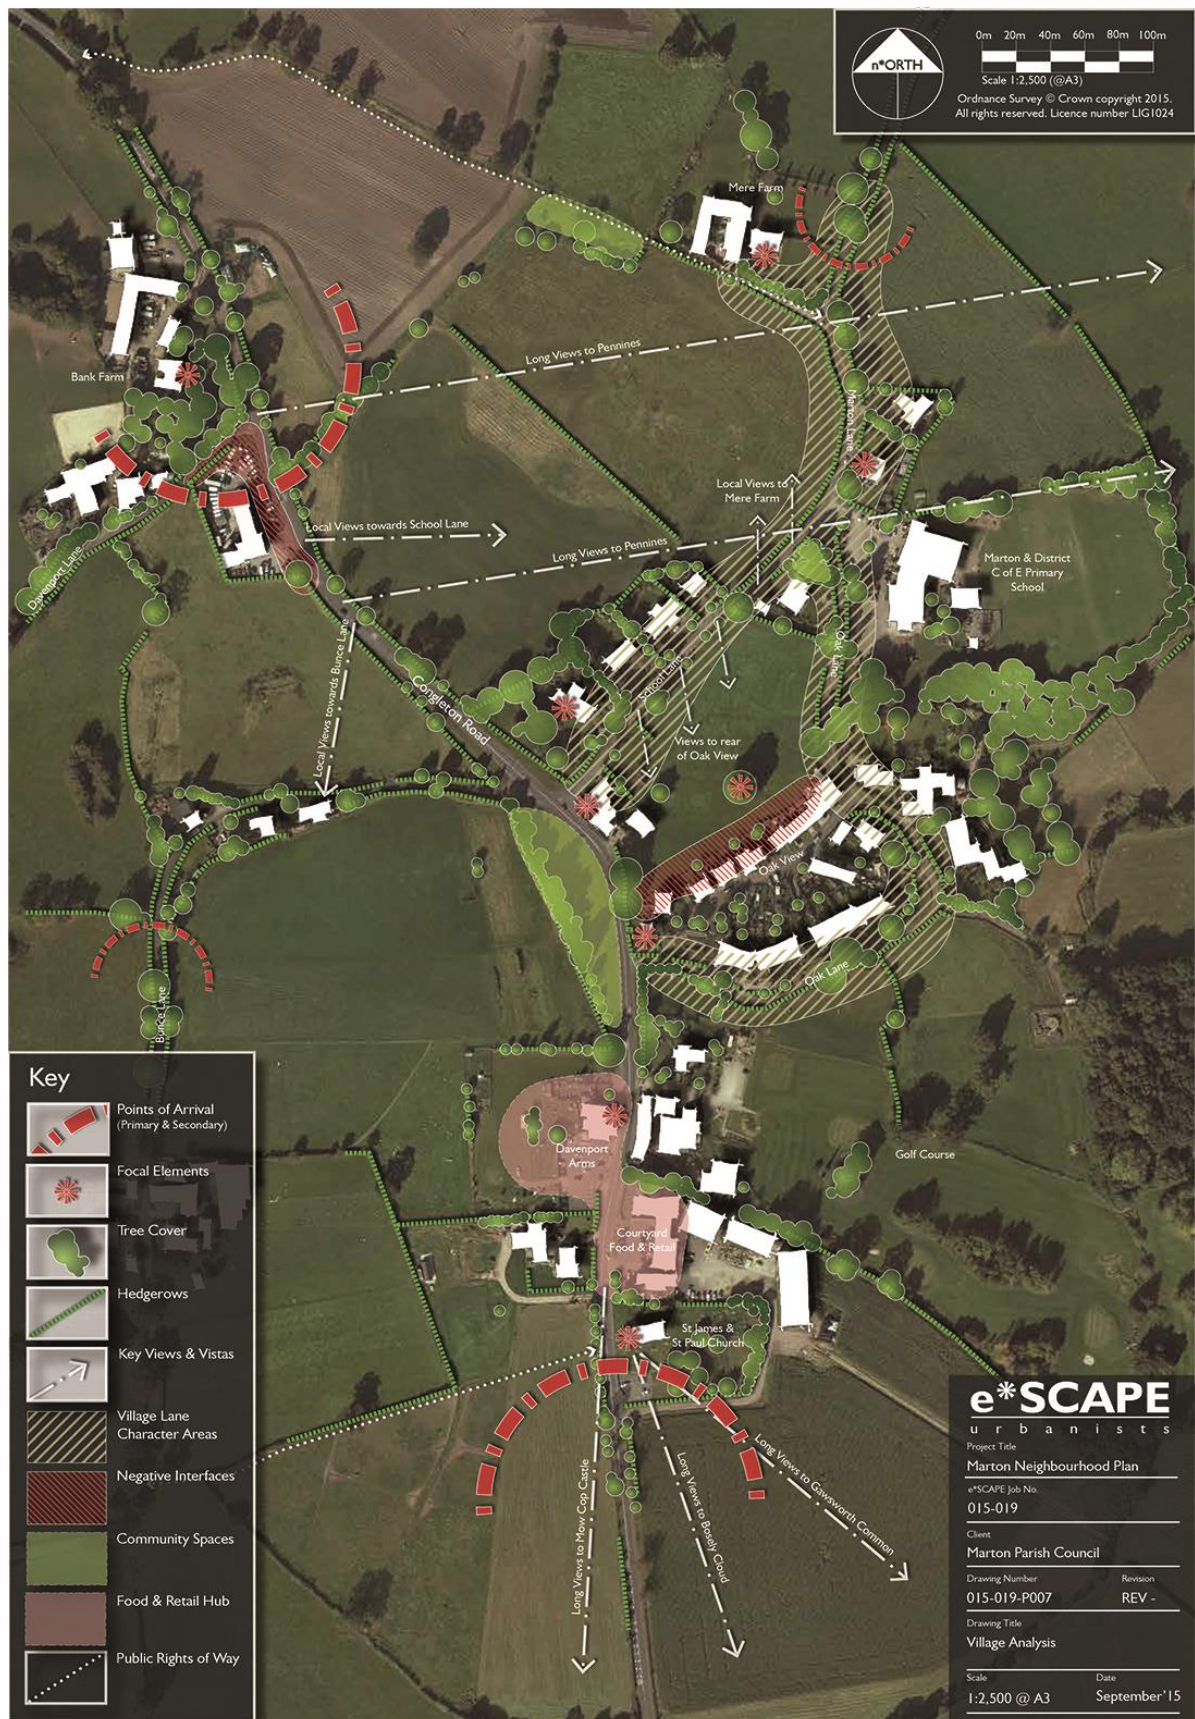 n*ORTH
0m 20m 40m 60m 80m 100m
Scale 1:2,500 (@A3)
Ordnance Survey © Crown copyright 2015.
All rights reserved. Licence number LIG1024
Mere Farm
Long Views to Pennines
Bank Farm
Marton Lane
Local Views to
Mere Farm
Local Views towards School Lane
Long Views to Pennines
Marton & District
C of E Primary
School
Davenport Lane
Local Views towards Bunce Lane
Congleton Road
School Lane
Oak Lane
Views to rear
of Oak View
Oak View
Oak Lane
Bunce Lane
Davenport
Arms
Golf Course
Courtyard
Food & Retail
St James &
St Paul Church
Long Views to Mow Cop Castle
Long Views to Bosely Cloud
Long Views to Gawsworth Common
Key
Points of Arrival
(Primary & Secondary)
Focal Elements
Tree Cover
Hedgerows
Key Views & Vistas
Village Lane
Character Areas
Negative Interfaces
Community Spaces
Food & Retail Hub
Public Rights of Way
e*SCAPE
urbanists
Project Title
Marton Neighbourhood Plan
e*SCAPE Job No.
015-019
Client
Marton Parish Council
Drawing Number Revision
015-019-P007 REV -
Drawing Title
Village Analysis
Scale Date
1:2,500 @ A3 September'15